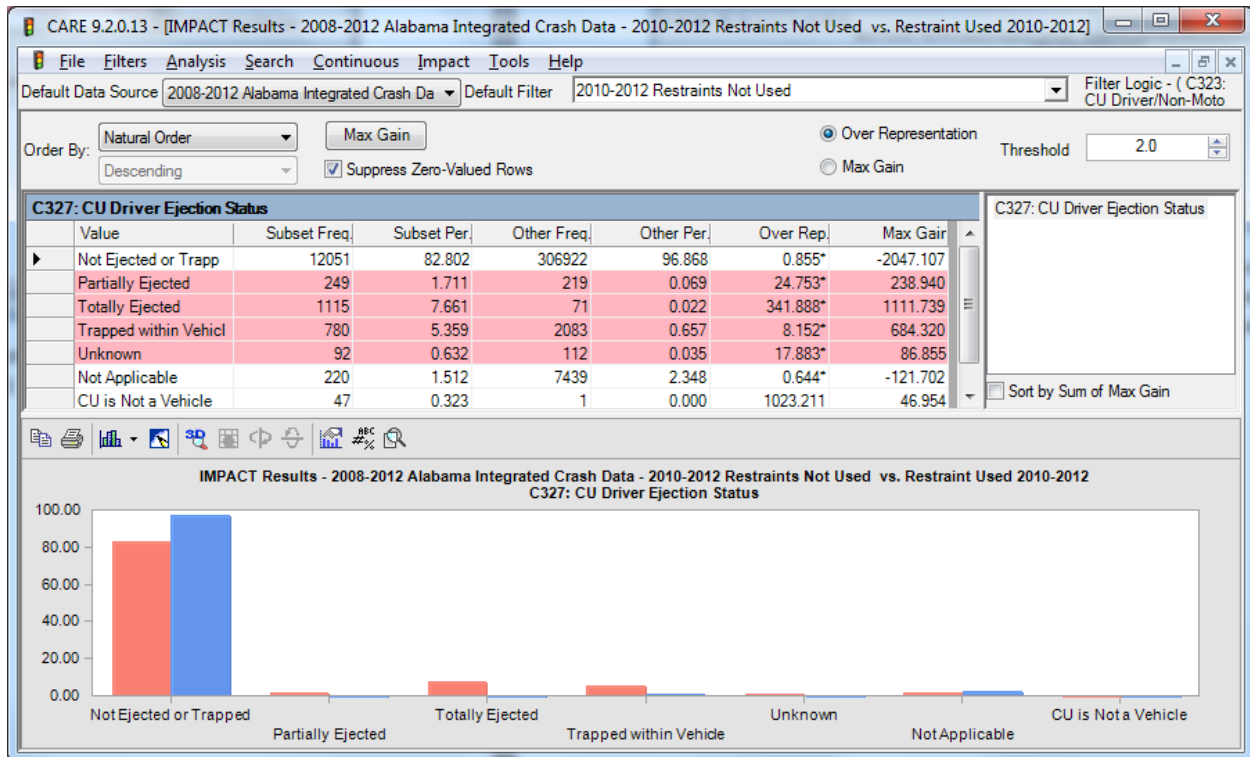 CARE 9.2.0.13 - [IMPACT Results - 2008-2012 Alabama Integrated Crash Data - 2010-2012 Restraints Not Used vs. Restraint Used 2010-2012]
File Filters Analysis Search Continuous Impact Tools Help
Default Data Source 2008-2012 Alabama Integrated Crash Da Default Filter 2010-2012 Restraints Not Used Filter Logic - ( C323:
CU Driver/Non-Moto
Order By: Natural Order Max Gain Over Representation Threshold 2.0
Descending Suppress Zero-Valued Rows Max Gain
C327: CU Driver Ejection Status C327: CU Driver Ejection Status
Value Subset Freq. Subset Per. Other Freq. Other Per. Over Rep. Max Gair
Not Ejected or Trapp 12051 82.802 306922 96.868 0.855* -2047.107
Partially Ejected 249 1.711 219 0.069 24.753* 238.940
Totally Ejected 1115 7.661 71 0.022 341.888* 1111.739
Trapped within Vehicl 780 5.359 2083 0.657 8.152* 684.320
Unknown 92 0.632 112 0.035 17.883* 86.855
Not Applicable 220 1.512 7439 2.348 0.644* -121.702
CU is Not a Vehicle 47 0.323 1 0.000 1023.211 46.954
Sort by Sum of Max Gain
3D ABC #%
IMPACT Results - 2008-2012 Alabama Integrated Crash Data - 2010-2012 Restraints Not Used vs. Restraint Used 2010-2012
C327: CU Driver Ejection Status
100.00
80.00
60.00
40.00
20.00
0.00
Not Ejected or Trapped Totally Ejected Unknown CU is Not a Vehicle
Partially Ejected Trapped within Vehicle Not Applicable